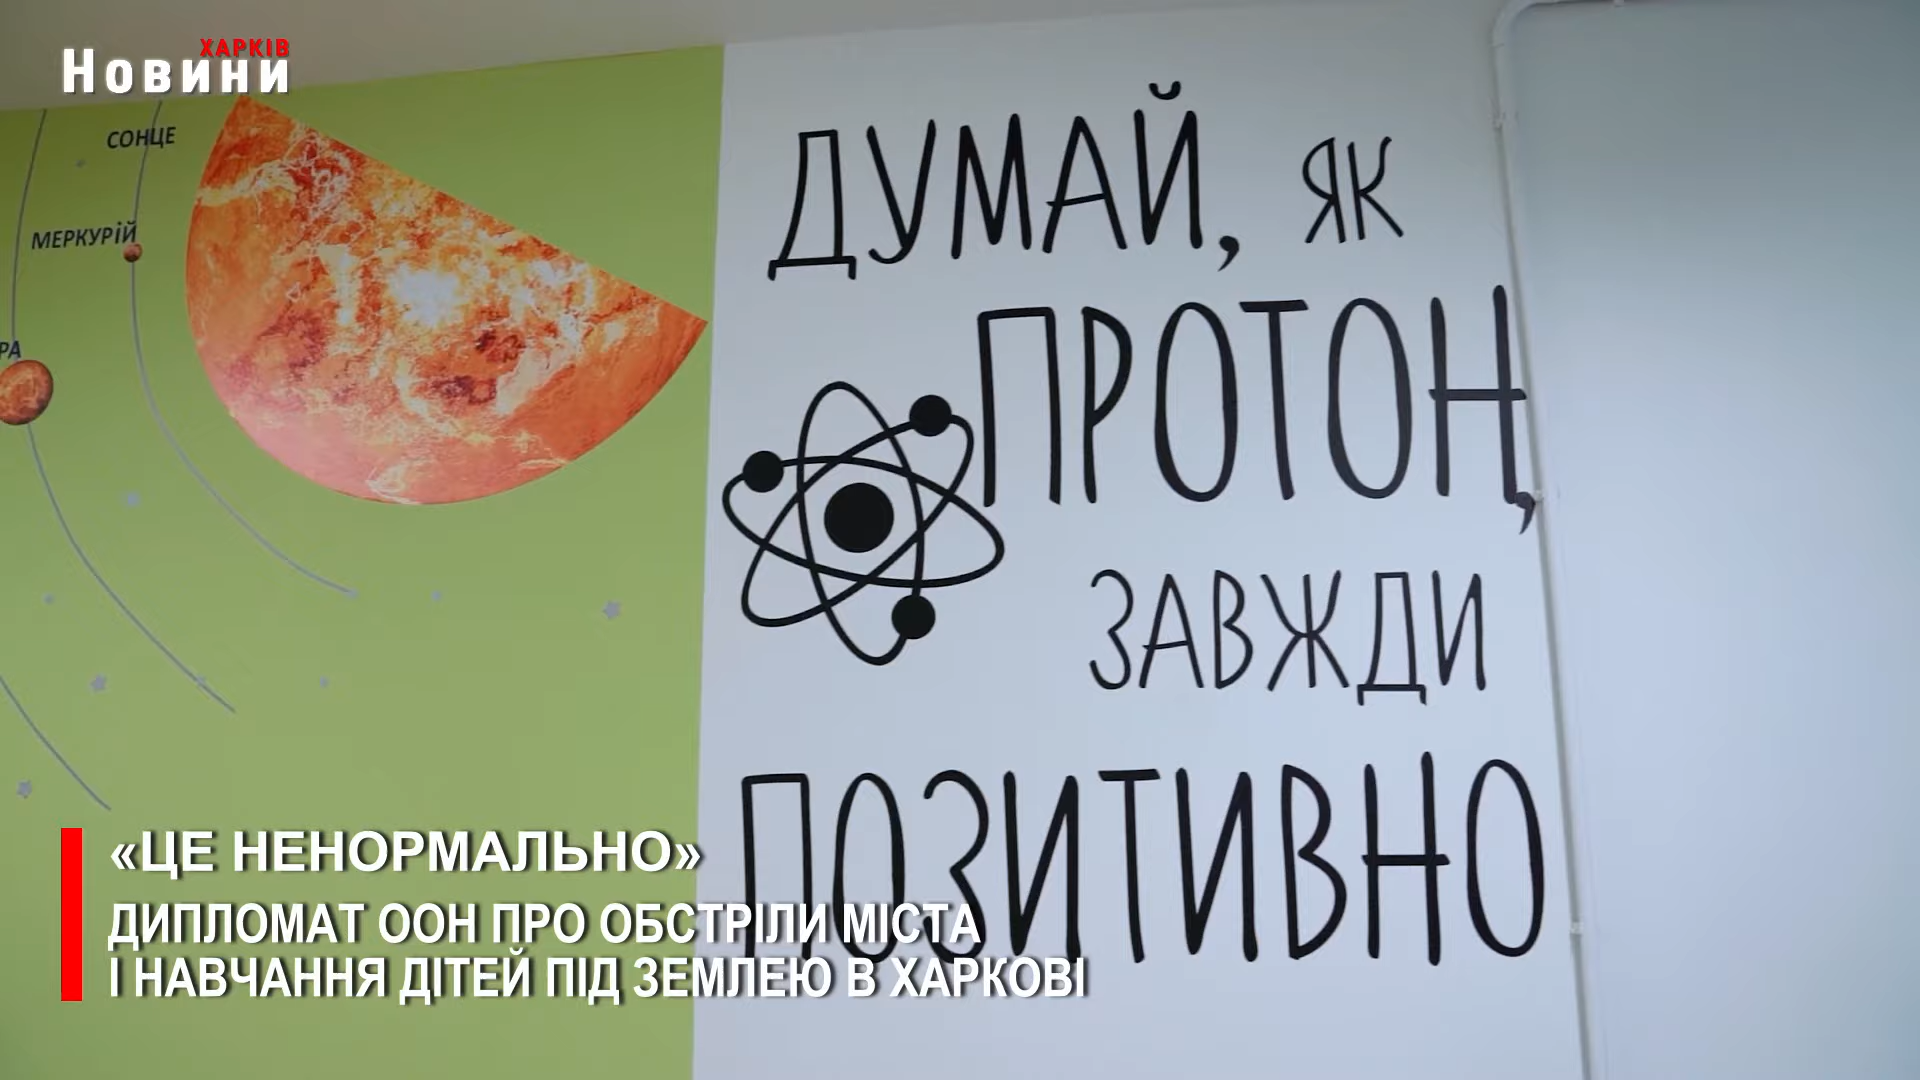 ХАРКІВ
Новини
СОНЦЕ
МЕРКУРІЙ
РА
ДУМАЙ, ЯК
ПРОТОН,
ЗАВЖДИ
ПОЗИТИВНО
«ЦЕ НЕНОРМАЛЬНО»
ДИПЛОМАТ ООН ПРО ОБСТРІЛИ МІСТА
І НАВЧАННЯ ДІТЕЙ ПІД ЗЕМЛЕЮ В ХАРКОВІ